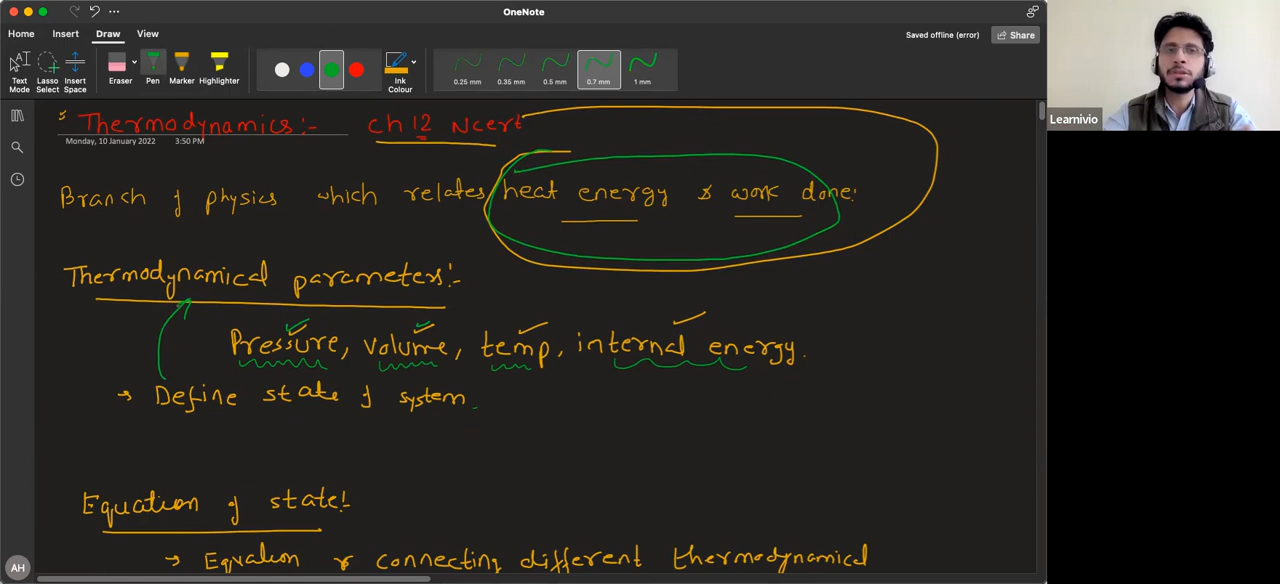 OneNote
Home Insert Draw View
Saved offline (error) Share
Text Mode Lasso Select Insert Space Eraser Pen Marker Highlighter Ink Colour 0.25 mm 0.35 mm 0.5 mm 0.7 mm 1 mm
Thermodynamics:- Ch 12 Ncert
Monday, 10 January 2022 3:50 PM
Learnivio
Branch of physics which relates heat energy & work done:
Thermodynamical parameters:-
Pressure, volume, temp, internal energy.
→ Define state of system.
Equation of state:-
→ Equation connecting different thermodynamical
AH